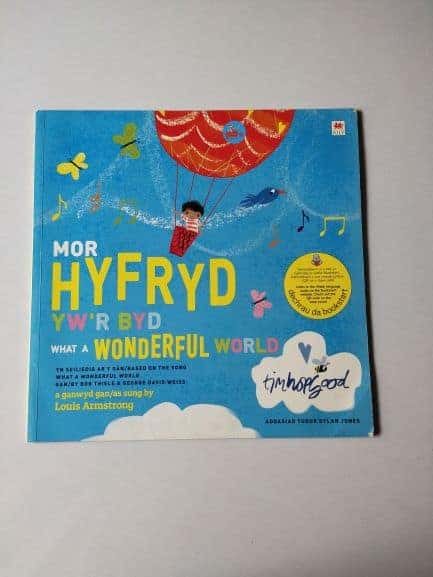 MOR
HYFRYD
YW'R BYD
WHAT A WONDERFUL WORLD
YN SEILIEDIG AR Y GÂN/BASED ON THE SONG
WHAT A WONDERFUL WORLD
GAN/BY BOB THIELE & GEORGE DAVID WEISS
a ganwyd gan/as sung by
Louis Armstrong
dechrau da bookstart
timhopgood
ADDASIAD TUDUR DYLAN JONES